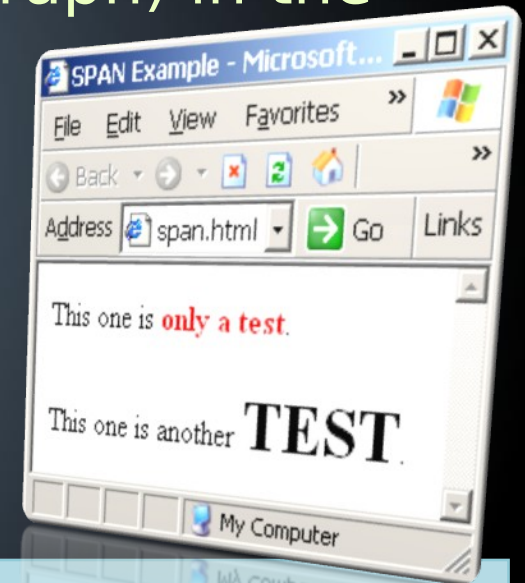 in the
SPAN Example - Microsoft...
File Edit View Favorites »
Back »
Address span.html Go Links
This one is only a test.
This one is another TEST.
My Computer